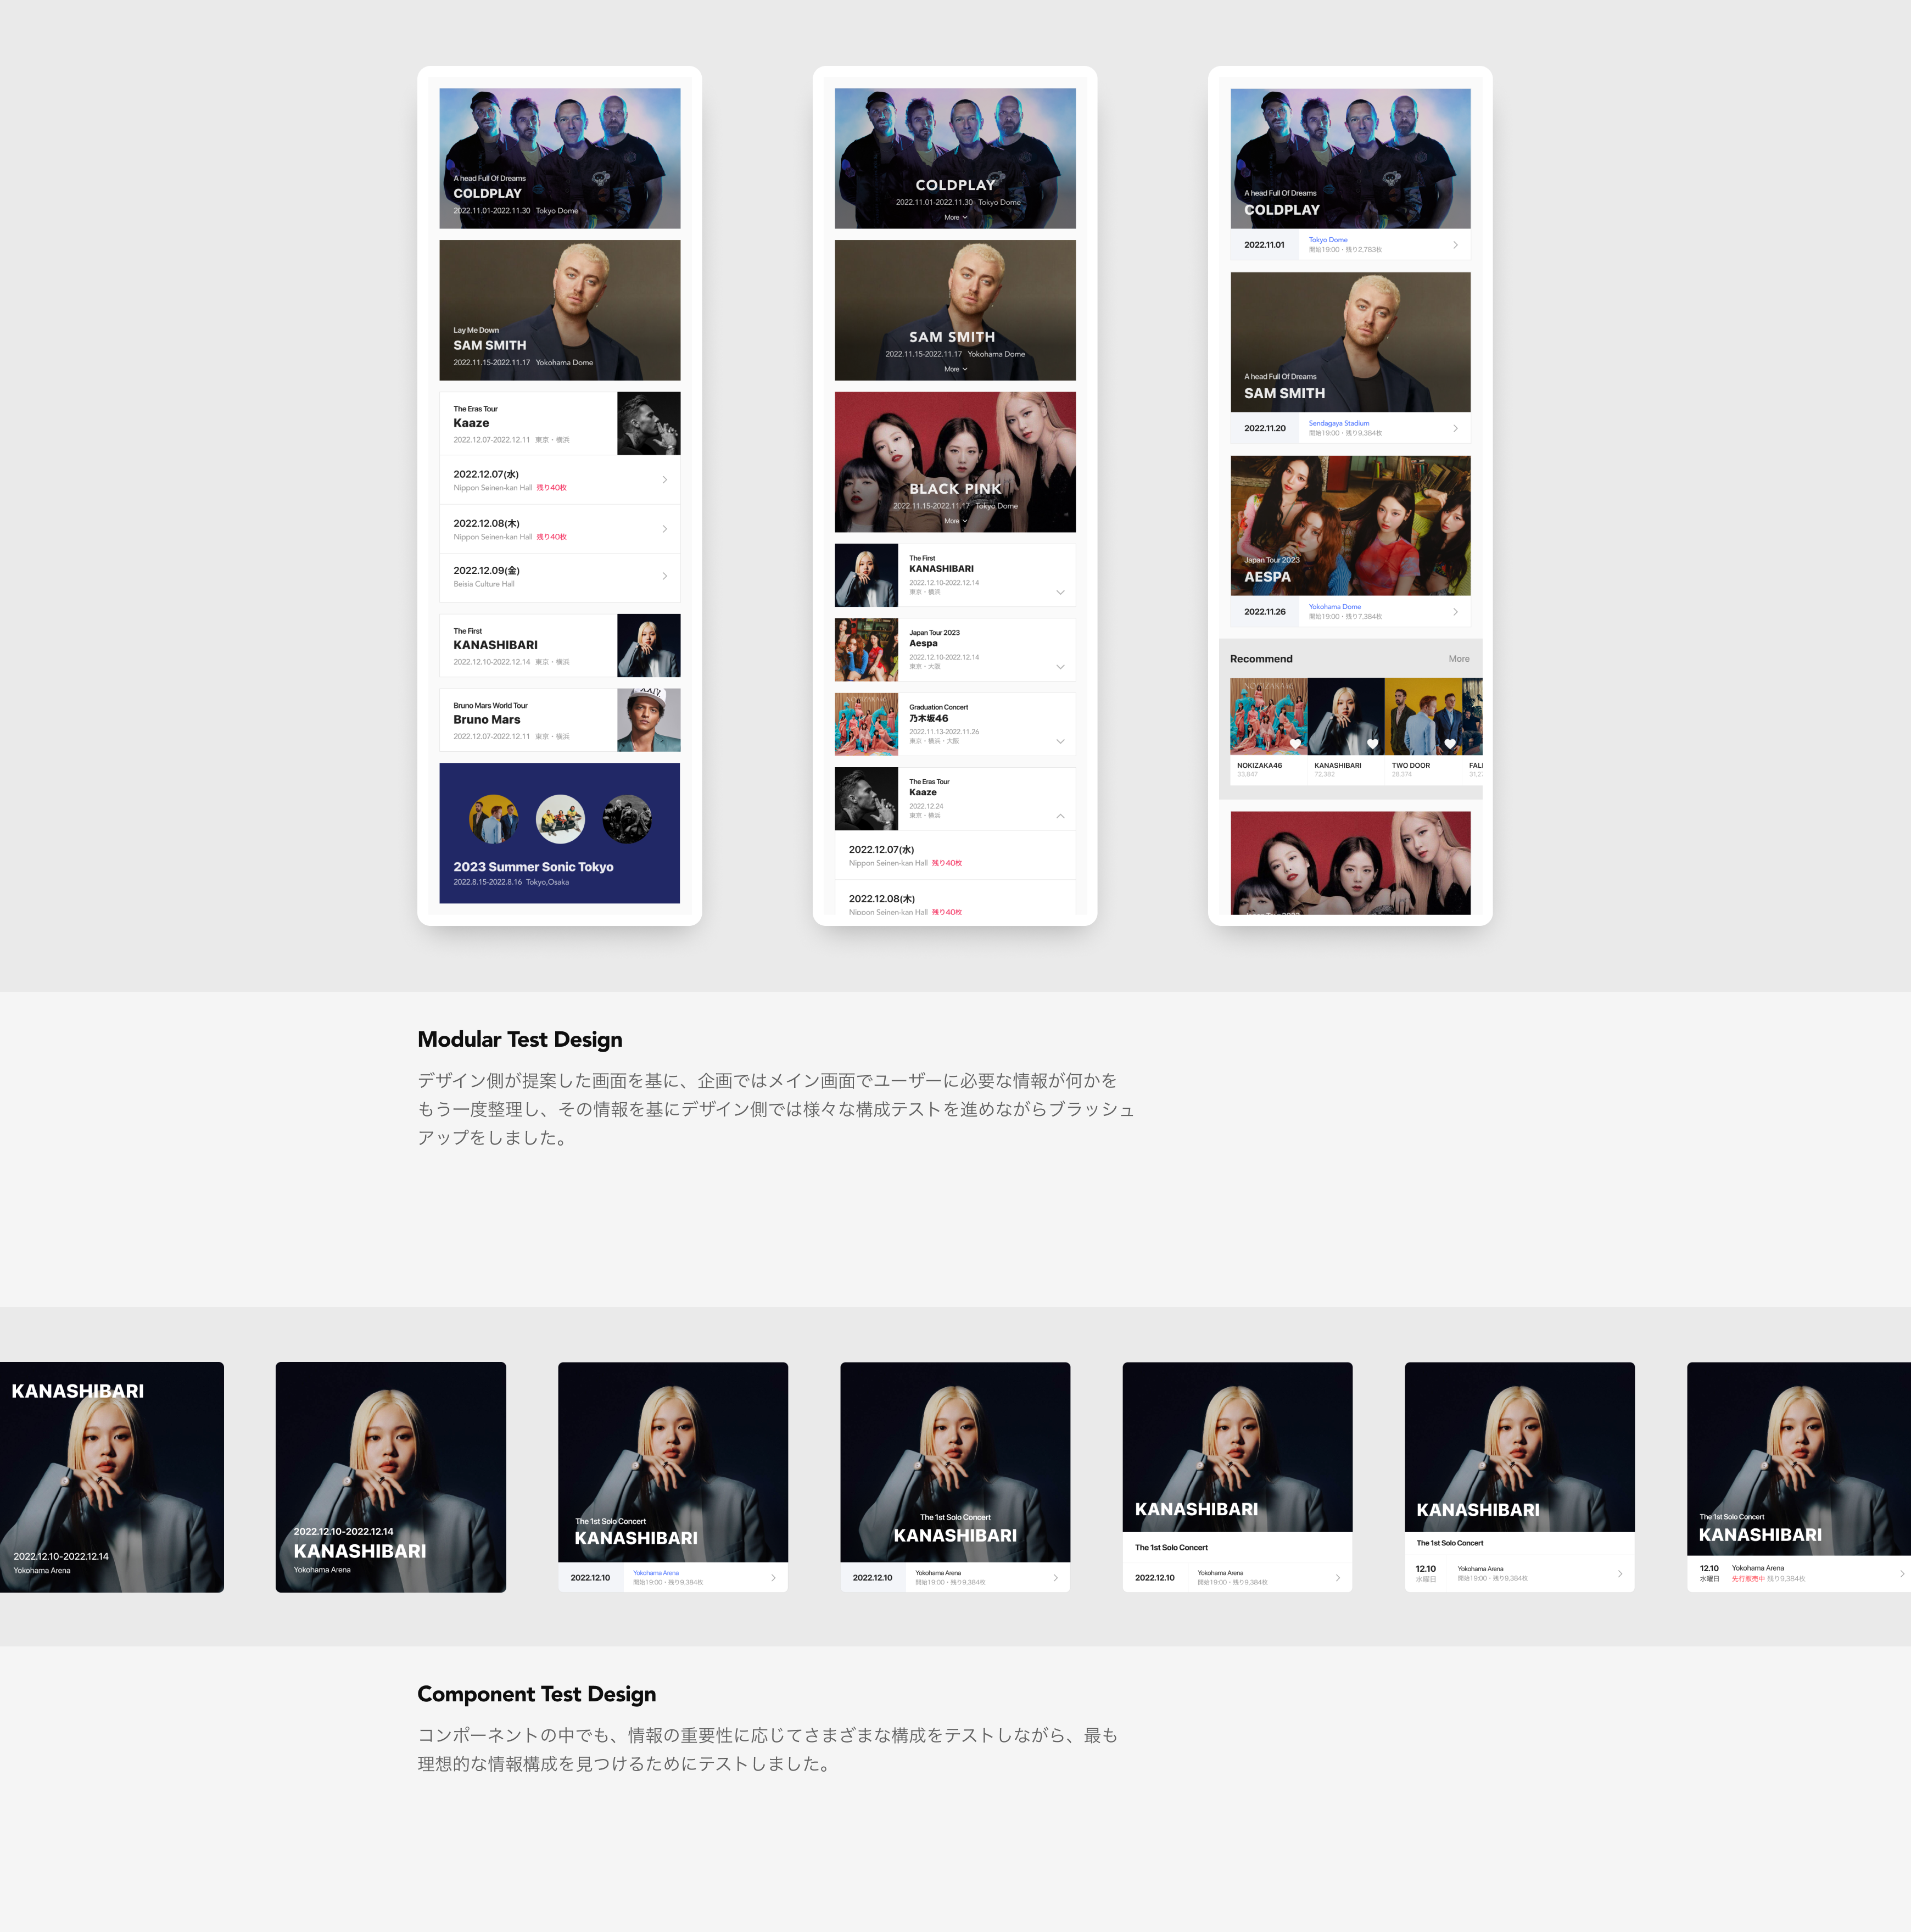 A head Full Of Dreams
COLDPLAY
2022.11.01-2022.11.30 Tokyo Dome
Lay Me Down
SAM SMITH
2022.11.15-2022.11.17 Yokohama Dome
The Eras Tour
Kaaze
2022.12.07-2022.12.11 東京・横浜
2022.12.07(水)
Nippon Seinen-kan Hall 残り40枚
2022.12.08(木)
Nippon Seinen-kan Hall 残り40枚
2022.12.09(金)
Beisia Culture Hall
The First
KANASHIBARI
2022.12.10-2022.12.14 東京・横浜
Bruno Mars World Tour
Bruno Mars
2022.12.07-2022.12.11 東京・横浜
2023 Summer Sonic Tokyo
2022.8.15-2022.8.16 Tokyo,Osaka
COLDPLAY
2022.11.01-2022.11.30 Tokyo Dome
More
SAM SMITH
2022.11.15-2022.11.17 Yokohama Dome
More
BLACK PINK
2022.11.15-2022.11.17 Tokyo Dome
More
The First
KANASHIBARI
2022.12.10-2022.12.14
東京・横浜
Japan Tour 2023
Aespa
2022.12.10-2022.12.14
東京・大阪
Graduation Concert
乃木坂46
2022.11.13-2022.11.26
東京・横浜・大阪
The Eras Tour
Kaaze
2022.12.24
東京・横浜
2022.12.07(水)
Nippon Seinen-kan Hall 残り40枚
2022.12.08(木)
Nippon Seinen-kan Hall 残り40枚
A head Full Of Dreams
COLDPLAY
2022.11.01
Tokyo Dome
開始19:00・残り2,783枚
A head Full Of Dreams
SAM SMITH
2022.11.20
Sendagaya Stadium
開始19:00・残り9,384枚
Japan Tour 2023
AESPA
2022.11.26
Yokohama Dome
開始19:00・残り7,384枚
Recommend More
NOKIZAKA46
33,847
KANASHIBARI
72,382
TWO DOOR
28,374
Modular Test Design
デザイン側が提案した画面を基に、企画ではメイン画面でユーザーに必要な情報が何かを
もう一度整理し、その情報を基にデザイン側では様々な構成テストを進めながらブラッシュ
アップをしました。
KANASHIBARI
2022.12.10-2022.12.14
Yokohama Arena
2022.12.10-2022.12.14
KANASHIBARI
Yokohama Arena
The 1st Solo Concert
KANASHIBARI
2022.12.10
Yokohama Arena
開始19:00・残り9,384枚
The 1st Solo Concert
KANASHIBARI
2022.12.10
Yokohama Arena
開始19:00・残り9,384枚
KANASHIBARI
The 1st Solo Concert
2022.12.10
Yokohama Arena
開始19:00・残り9,384枚
KANASHIBARI
The 1st Solo Concert
12.10
水曜日
Yokohama Arena
開始19:00・残り9,384枚
The 1st Solo Concert
KANASHIBARI
12.10
水曜日
Yokohama Arena
先行販売中 残り9,384枚
Component Test Design
コンポーネントの中でも、情報の重要性に応じてさまざまな構成をテストしながら、最も
理想的な情報構成を見つけるためにテストしました。